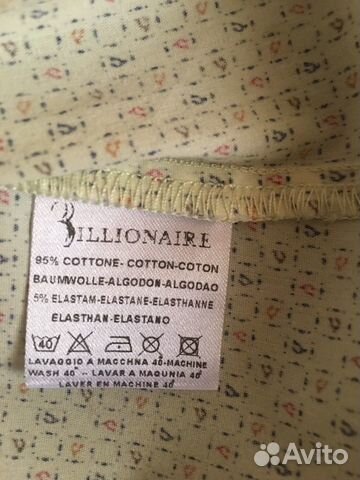 BILLIONAIRE
95% COTTONE-COTTON-COTON
BAUMWOLLE-ALGODON-ALGODAO
5% ELASTAM-ELASTANE-ELASTHANNE
ELASTHAN-ELASTANO
40
LAVAGGIO A MACCHNA 40°-MACHINE
WASH 40° -- LAVAR A MAQUNIA 40°
LAVER EN MACHINE 40°
Avito